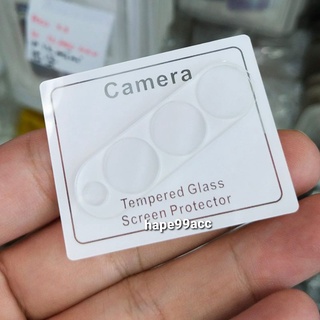 Camera
Tempered Glass
Screen Protector
hape99acc